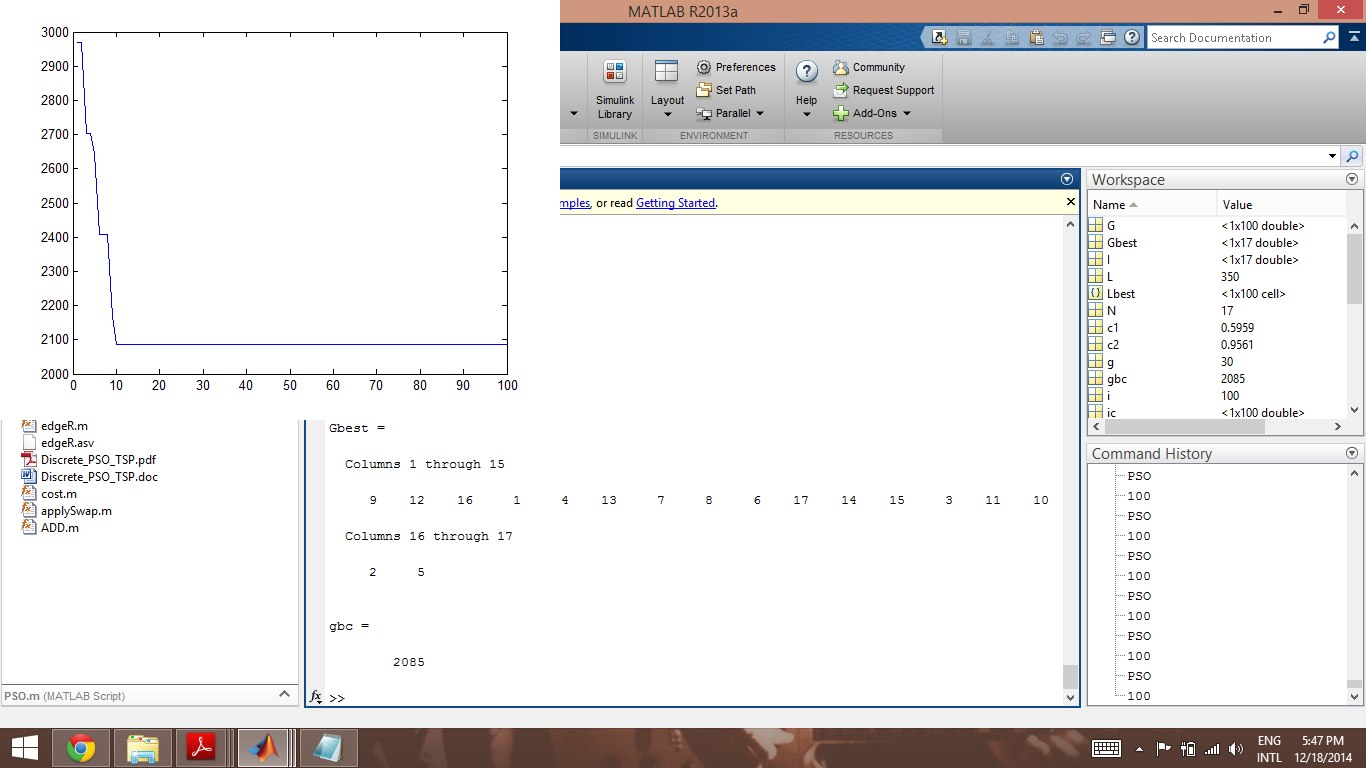 MATLAB R2013a
3000
2900
2800
2700
2600
2500
2400
2300
2200
2100
2000
0 10 20 30 40 50 60 70 80 90 100
Search Documentation
Simulink
Library
Layout
Preferences
Set Path
Parallel
Help
Community
Request Support
Add-Ons
SIMULINK
ENVIRONMENT
RESOURCES
mples, or read Getting Started.
edgeR.m
edgeR.asv
Discrete_PSO_TSP.pdf
Discrete_PSO_TSP.doc
cost.m
applySwap.m
ADD.m
PSO.m (MATLAB Script)
Gbest =
Columns 1 through 15
9 12 16 1 4 13 7 8 6 17 14 15 3 11 10
Columns 16 through 17
2 5
gbc =
2085
fx >>
Workspace
Name Value
G <1x100 double>
Gbest <1x17 double>
I <1x17 double>
L 350
Lbest <1x100 cell>
N 17
c1 0.5959
c2 0.9561
g 30
gbc 2085
i 100
ic <1x100 double>
Command History
PSO
100
PSO
100
PSO
100
PSO
100
PSO
100
PSO
100
ENG
INTL
5:47 PM
12/18/2014